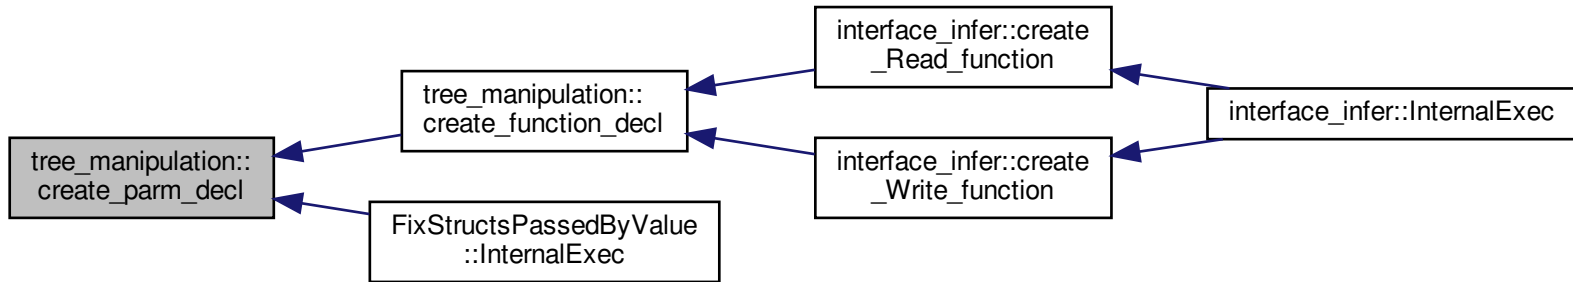 interface_infer::create
_Read_function
tree_manipulation::
create_function_decl
interface_infer::InternalExec
tree_manipulation::
create_parm_decl
interface_infer::create
_Write_function
FixStructsPassedByValue
::InternalExec